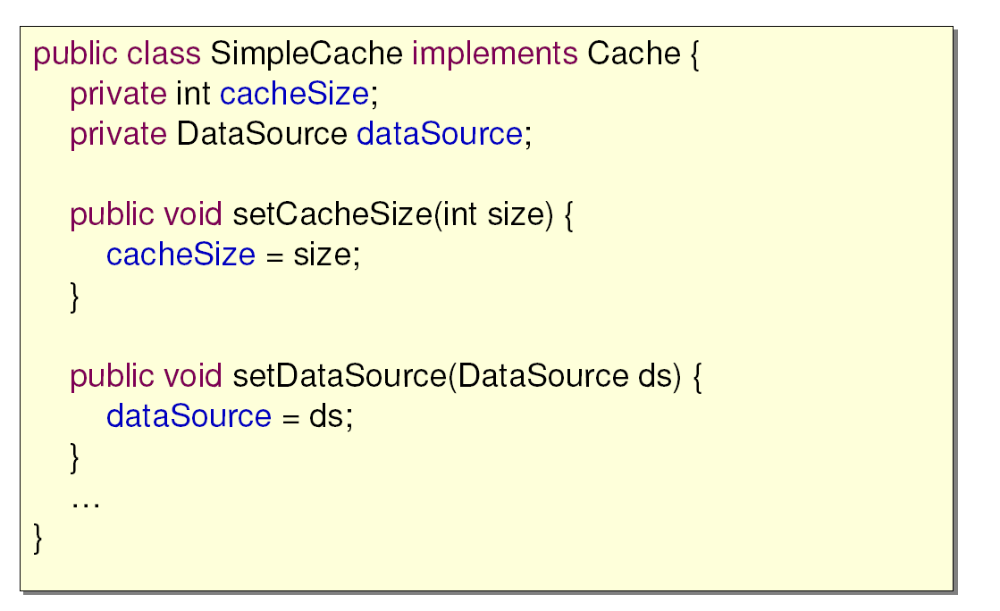 public class SimpleCache implements Cache {
private int cacheSize;
private DataSource dataSource;
public void setCacheSize(int size) {
cacheSize = size;
}
public void setDataSource(DataSource ds) {
dataSource = ds;
}
…
}